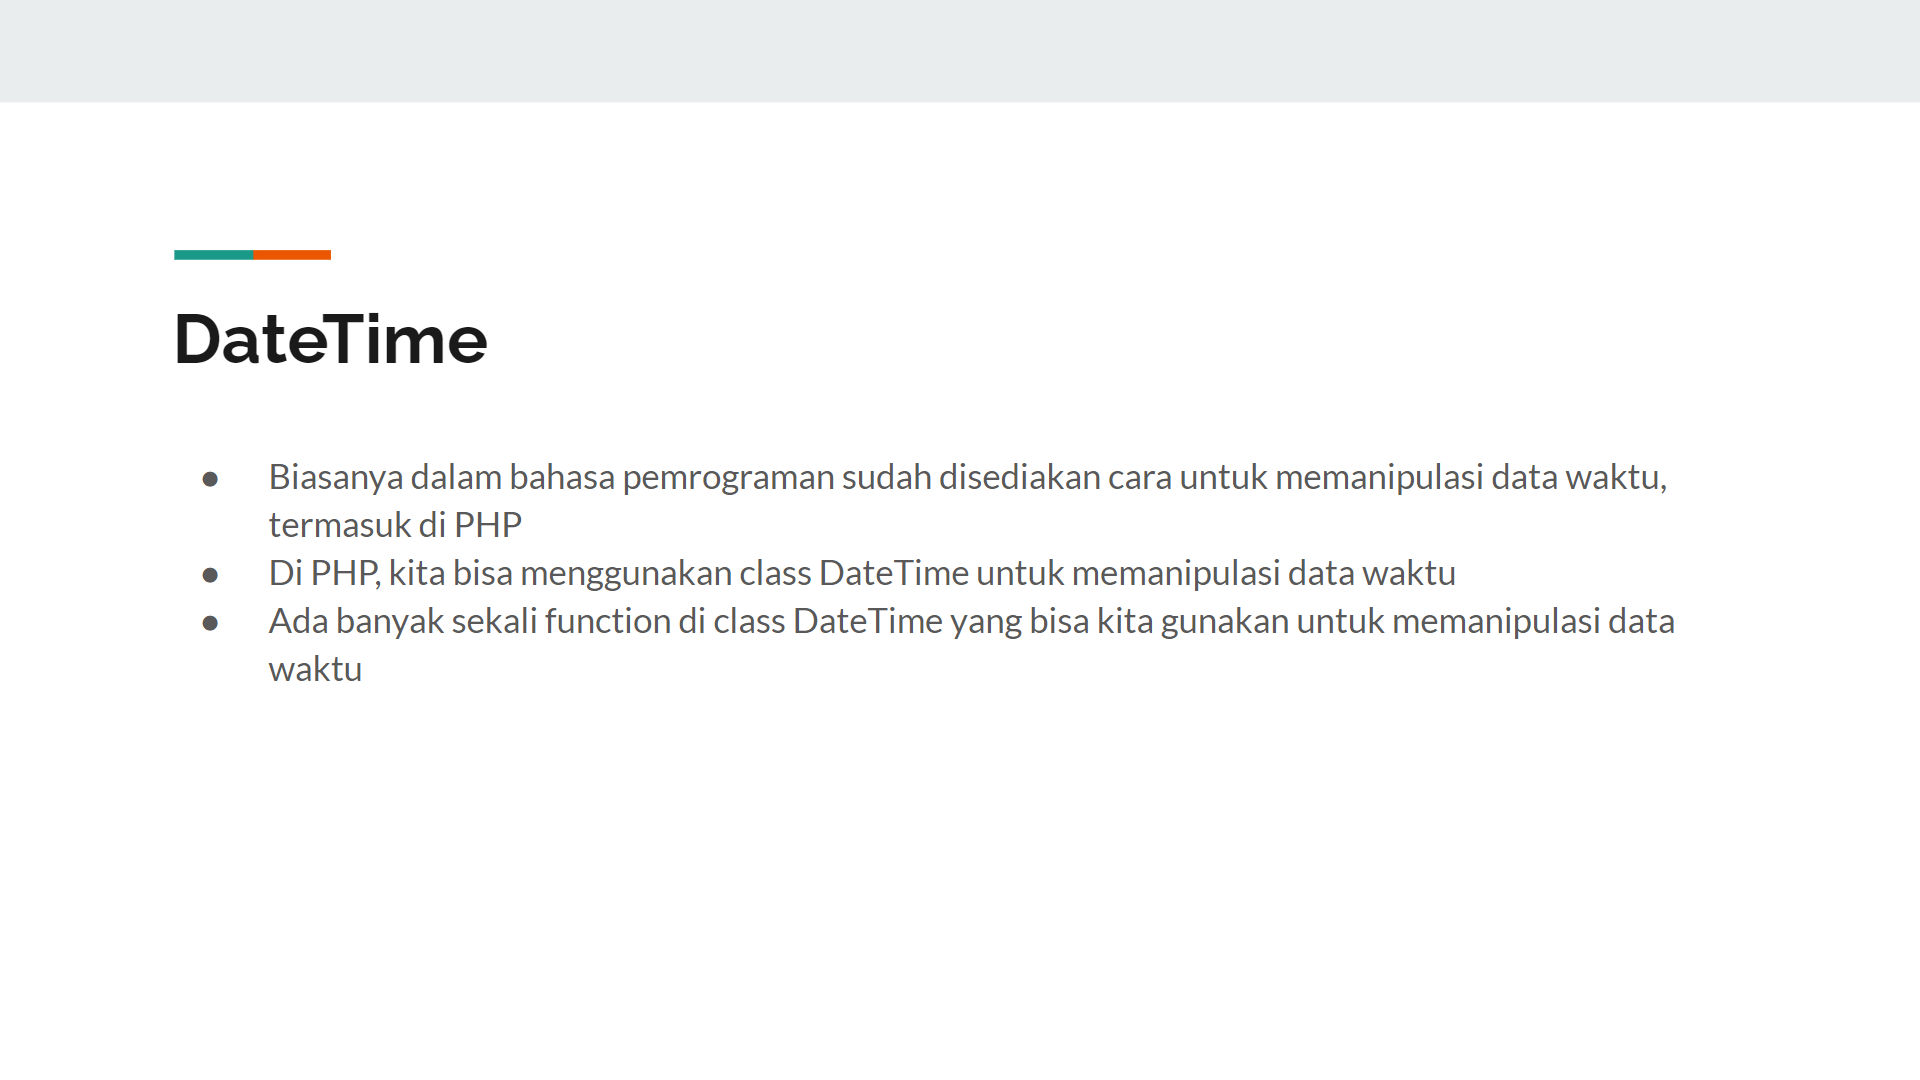 DateTime
● Biasanya dalam bahasa pemrograman sudah disediakan cara untuk memanipulasi data waktu,
termasuk di PHP
● Di PHP, kita bisa menggunakan class DateTime untuk memanipulasi data waktu
● Ada banyak sekali function di class DateTime yang bisa kita gunakan untuk memanipulasi data
waktu